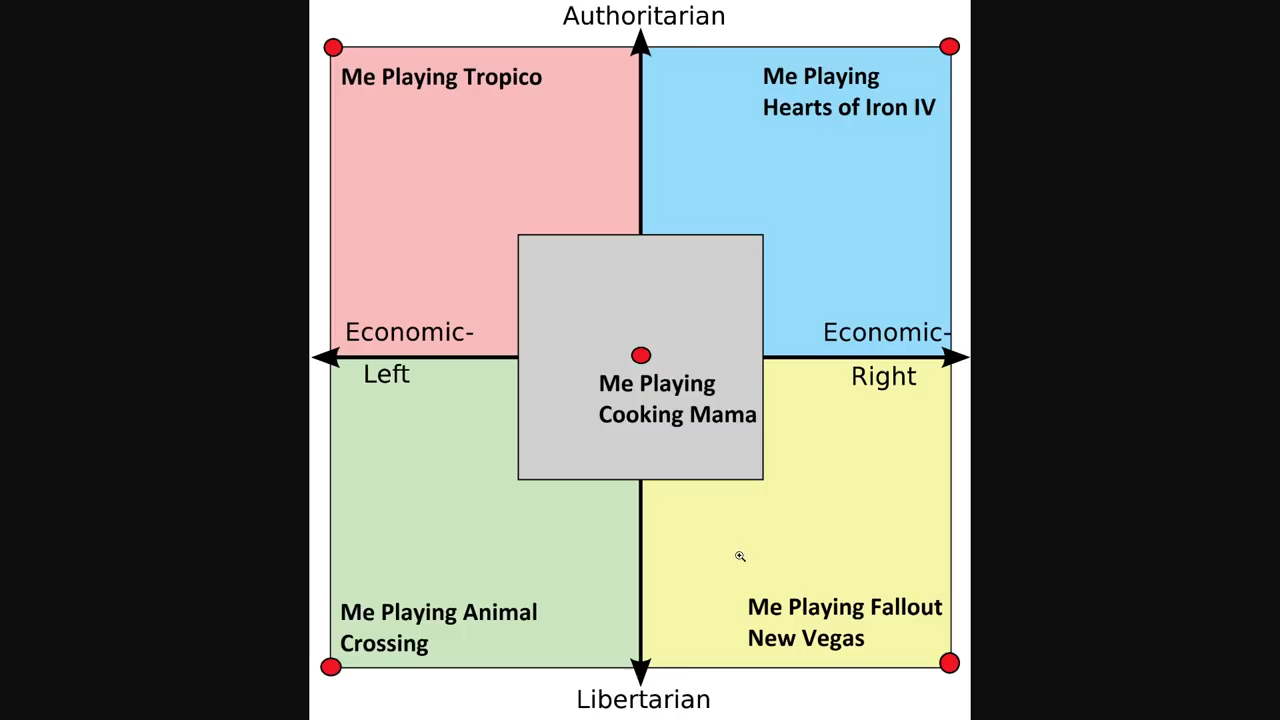 Authoritarian
Me Playing Tropico
Me Playing
Hearts of Iron IV
Economic-
Left
Economic-
Right
Me Playing
Cooking Mama
Me Playing Animal
Crossing
Me Playing Fallout
New Vegas
Libertarian